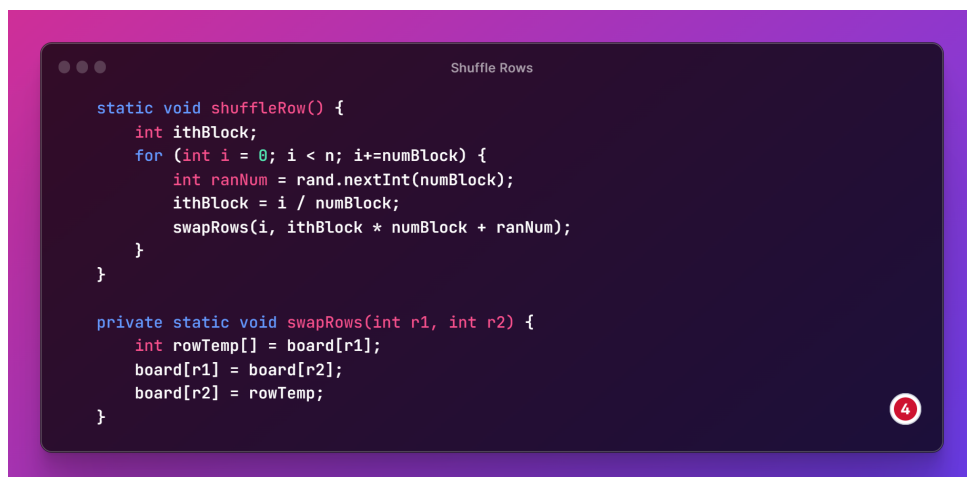 Shuffle Rows
static void shuffleRow() {
    int ithBlock;
    for (int i = 0; i < n; i+=numBlock) {
        int ranNum = rand.nextInt(numBlock);
        ithBlock = i / numBlock;
        swapRows(i, ithBlock * numBlock + ranNum);
    }
}

private static void swapRows(int r1, int r2) {
    int rowTemp[] = board[r1];
    board[r1] = board[r2];
    board[r2] = rowTemp;
}
4